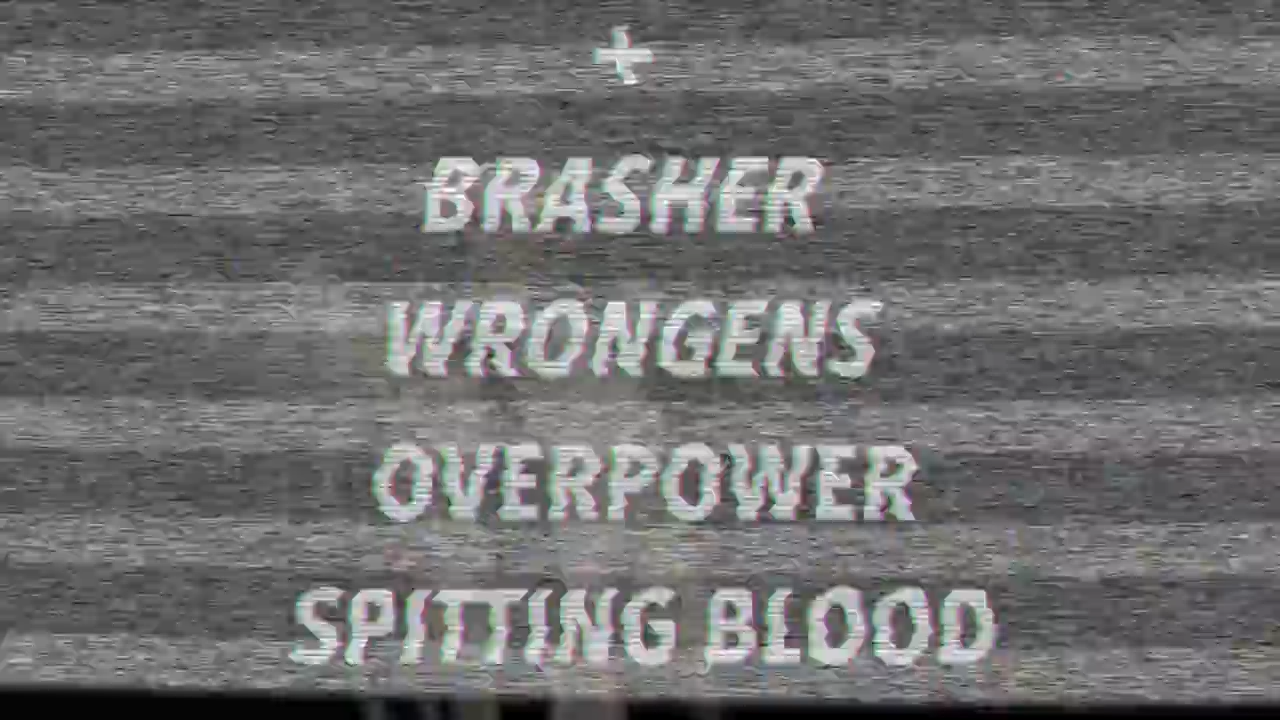 +
BRASHER
WRONGENS
OVERPOWER
SPITTING BLOOD